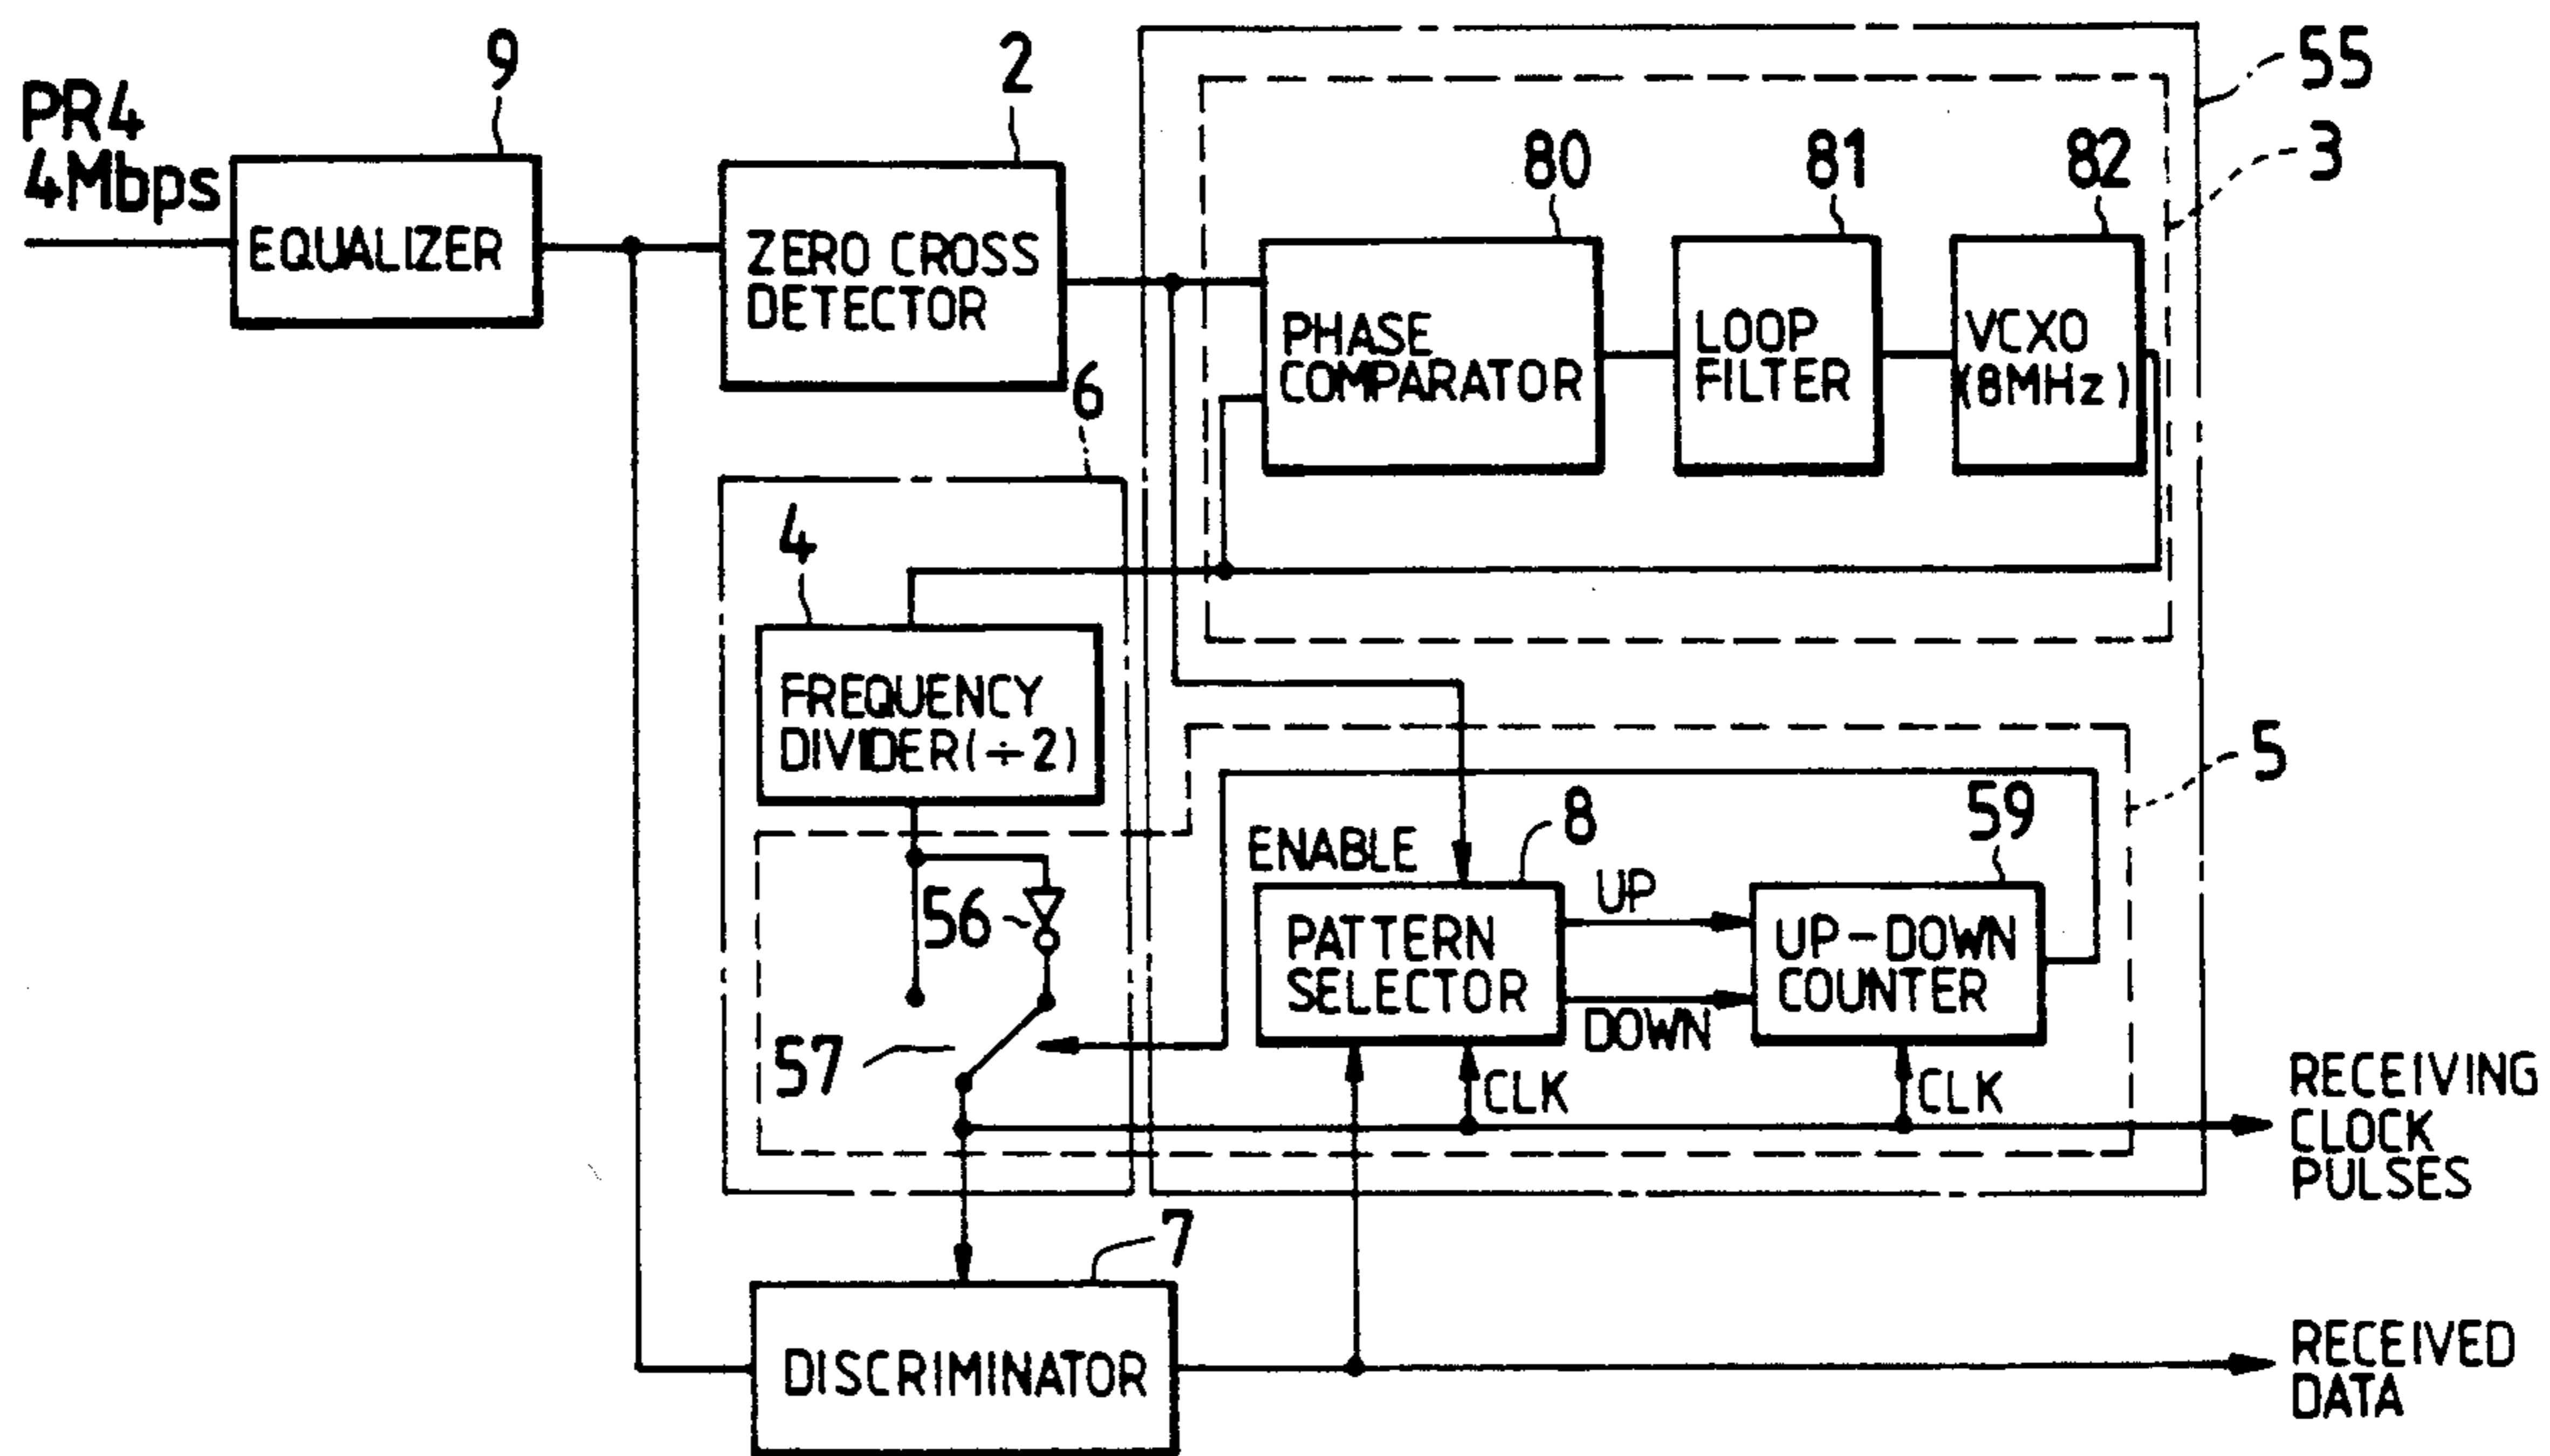 PR4
4Mbps
9
EQUALIZER
2
ZERO CROSS
DETECTOR
55
3
80
PHASE
COMPARATOR
81
LOOP
FILTER
82
VCXO
(8MHz)
6
4
FREQUENCY
DIVIDER(÷2)
5
56
57
ENABLE
8
PATTERN
SELECTOR
UP
DOWN
59
UP-DOWN
COUNTER
CLK
CLK
RECEIVING
CLOCK
PULSES
7
DISCRIMINATOR
RECEIVED
DATA